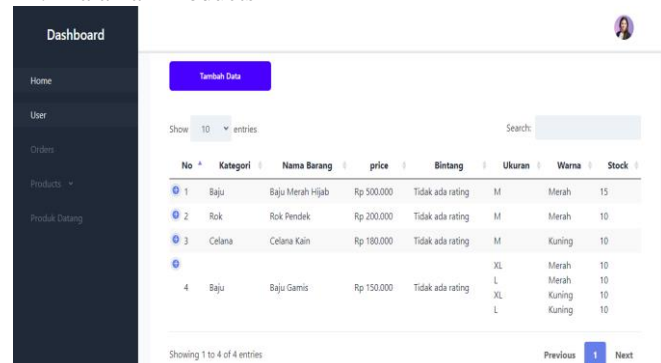 Dashboard
Home
User
Orders
Products
Produk Datang
Tambah Data
Show 10 entries
Search:
No Kategori Nama Barang price Bintang Ukuran Warna Stock
1 Baju Baju Merah Hijab Rp 500.000 Tidak ada rating M Merah 15
2 Rok Rok Pendek Rp 200.000 Tidak ada rating M Merah 10
3 Celana Celana Kain Rp 180.000 Tidak ada rating M Kuning 10
4 Baju Baju Gamis Rp 150.000 Tidak ada rating XL Merah 10
L Merah 10
XL Kuning 10
L Kuning 10
Showing 1 to 4 of 4 entries
Previous 1 Next